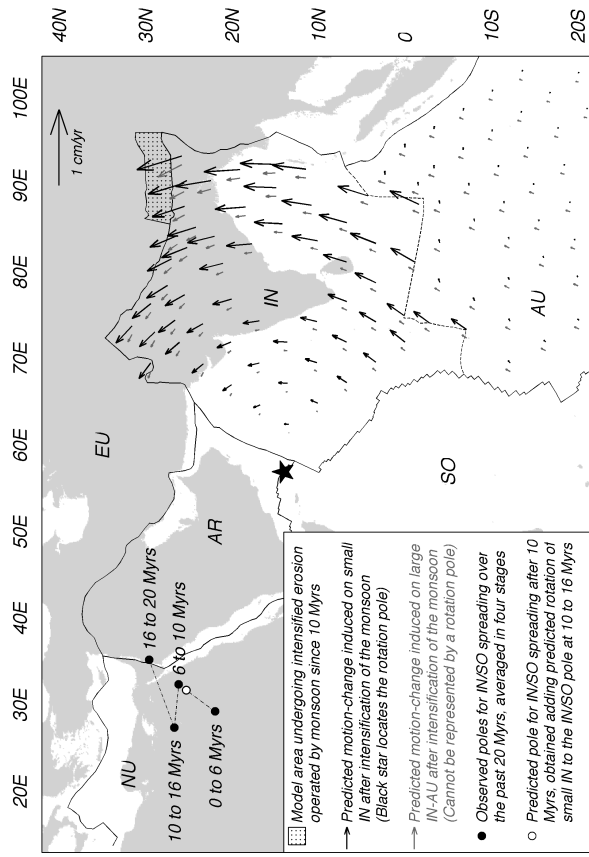 20E 30E 40E 50E 60E 70E 80E 90E 100E
40N
30N
20N
10N
0
10S
20S
1 cm/yr
EU
NU
AR
IN
SO
AU
16 to 20 Myrs
6 to 10 Myrs
10 to 16 Myrs
0 to 6 Myrs
Model area undergoing intensified erosion
operated by monsoon since 10 Myrs
Predicted motion-change induced on small
IN after intensification of the monsoon
(Black star locates the rotation pole)
Predicted motion-change induced on large
IN-AU after intensification of the monsoon
(Cannot be represented by a rotation pole)
Observed poles for IN/SO spreading over
the past 20 Myrs, averaged in four stages
Predicted pole for IN/SO spreading after 10
Myrs, obtained adding predicted rotation of
small IN to the IN/SO pole at 10 to 16 Myrs